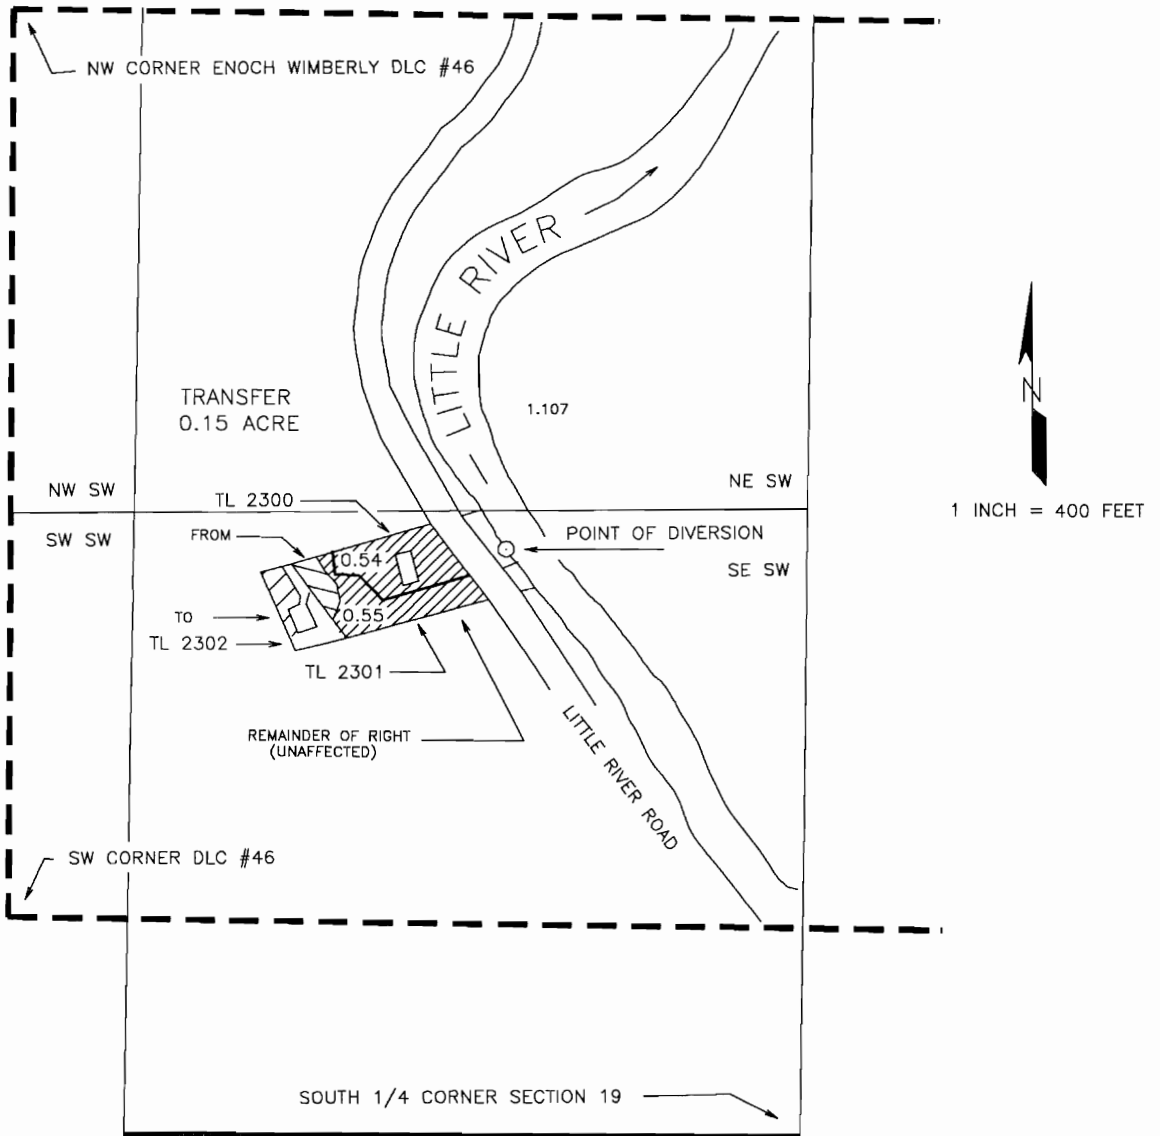 NW CORNER ENOCH WIMBERLY DLC #46
LITTLE RIVER
TRANSFER
0.15 ACRE
1.107
N
NW SW
NE SW
TL 2300
1 INCH = 400 FEET
SW SW
FROM
POINT OF DIVERSION
0.54
SE SW
TO
0.55
TL 2302
TL 2301
REMAINDER OF RIGHT
(UNAFFECTED)
LITTLE RIVER ROAD
SW CORNER DLC #46
SOUTH 1/4 CORNER SECTION 19